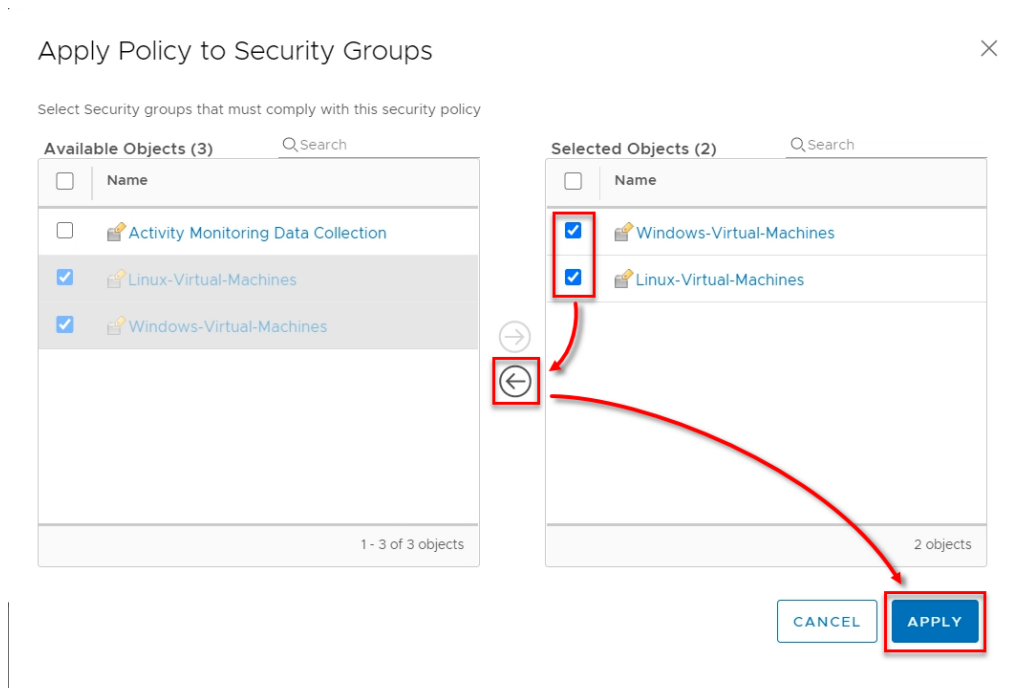 Apply Policy to Security Groups
Select Security groups that must comply with this security policy
Available Objects (3)
Search
Name
Activity Monitoring Data Collection
Linux-Virtual-Machines
Windows-Virtual-Machines
1 - 3 of 3 objects
Selected Objects (2)
Search
Name
Windows-Virtual-Machines
Linux-Virtual-Machines
2 objects
CANCEL
APPLY